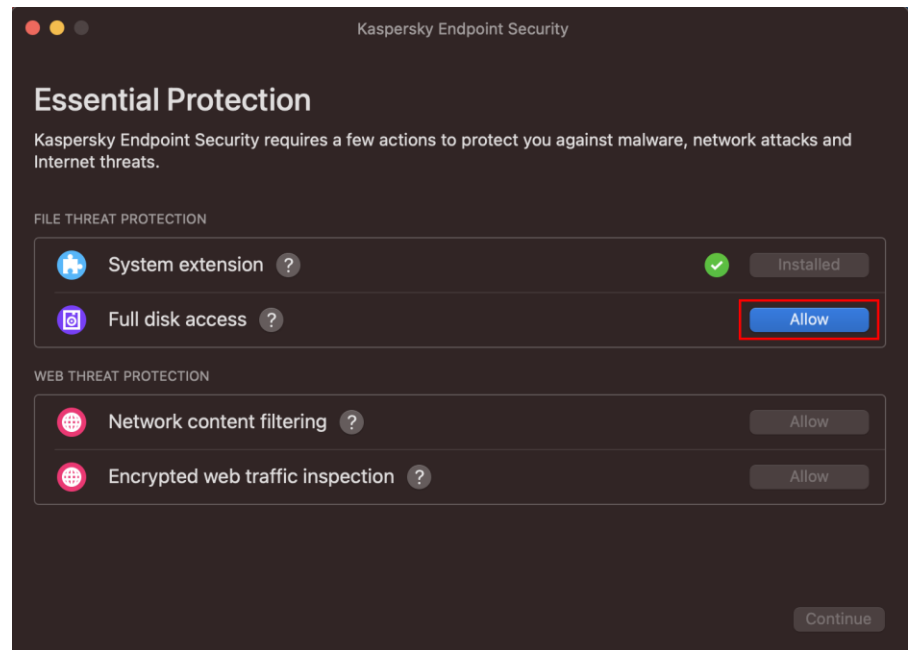 Kaspersky Endpoint Security
Essential Protection
Kaspersky Endpoint Security requires a few actions to protect you against malware, network attacks and
Internet threats.
FILE THREAT PROTECTION
System extension ? Installed
Full disk access ? Allow
WEB THREAT PROTECTION
Network content filtering ? Allow
Encrypted web traffic inspection ? Allow
Continue